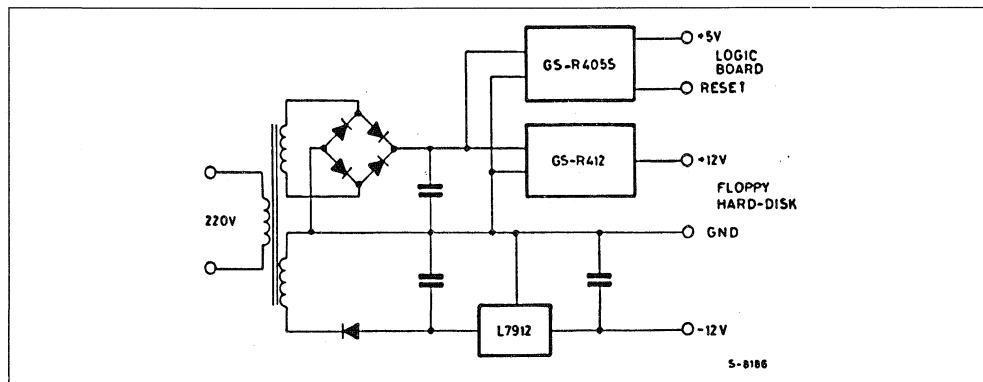 GS-R405S
+5V
LOGIC
BOARD
RESET
GS-R412
+12V
FLOPPY
HARD-DISK
220V
GND
L7912
-12V
S-8186